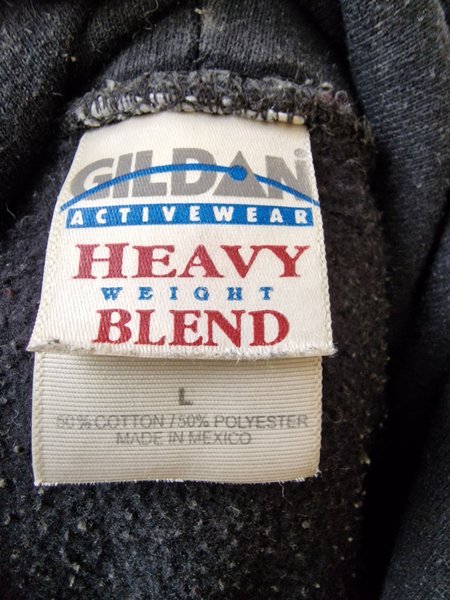 GILDAN®
ACTIVEWEAR
HEAVY
WEIGHT
BLEND
L
50% COTTON / 50% POLYESTER
MADE IN MEXICO